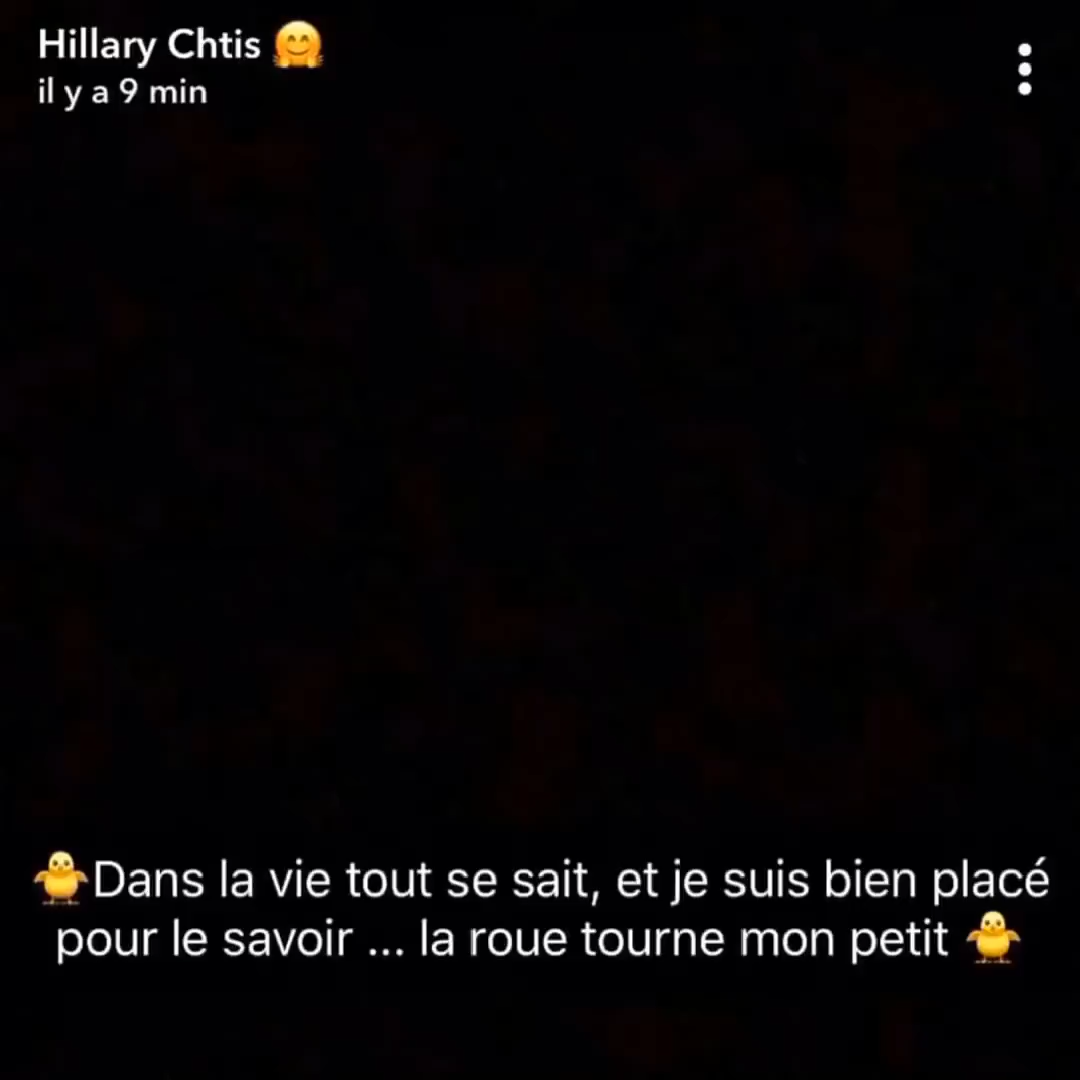 Hillary Chtis 🤗
il y a 9 min
🐥Dans la vie tout se sait, et je suis bien placé
pour le savoir ... la roue tourne mon petit 🐥